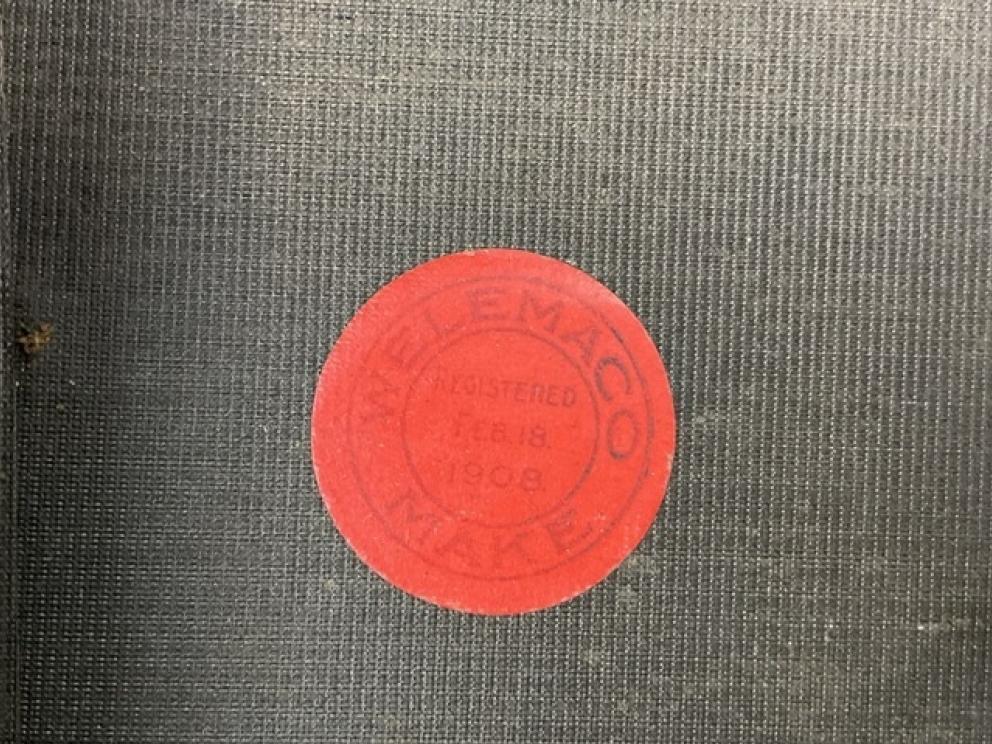 WELEMACO
REGISTERED
FEB. 18.
1908.
MAKE